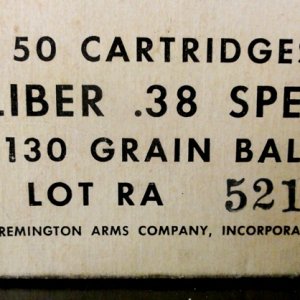 50 CARTRIDGES
LIBER .38 SPE
130 GRAIN BAL
LOT RA 521
REMINGTON ARMS COMPANY, INCORPORA